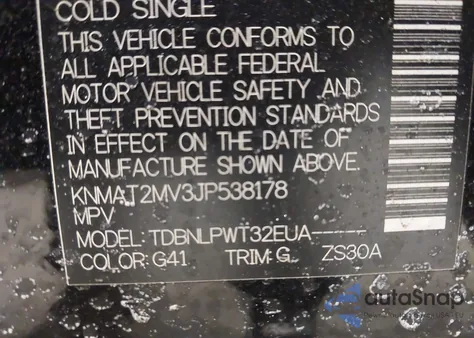 COLD SINGLE
THIS VEHICLE CONFORMS TO
ALL APPLICABLE FEDERAL
MOTOR VEHICLE SAFETY AND
THEFT PREVENTION STANDARDS
IN EFFECT ON THE DATE OF
MANUFACTURE SHOWN ABOVE.
KNMAT2MV3JP538178
MPV
MODEL: TDBNLPWT32EUA-----
COLOR: G41 TRIM: G ZS30A
autaSnap